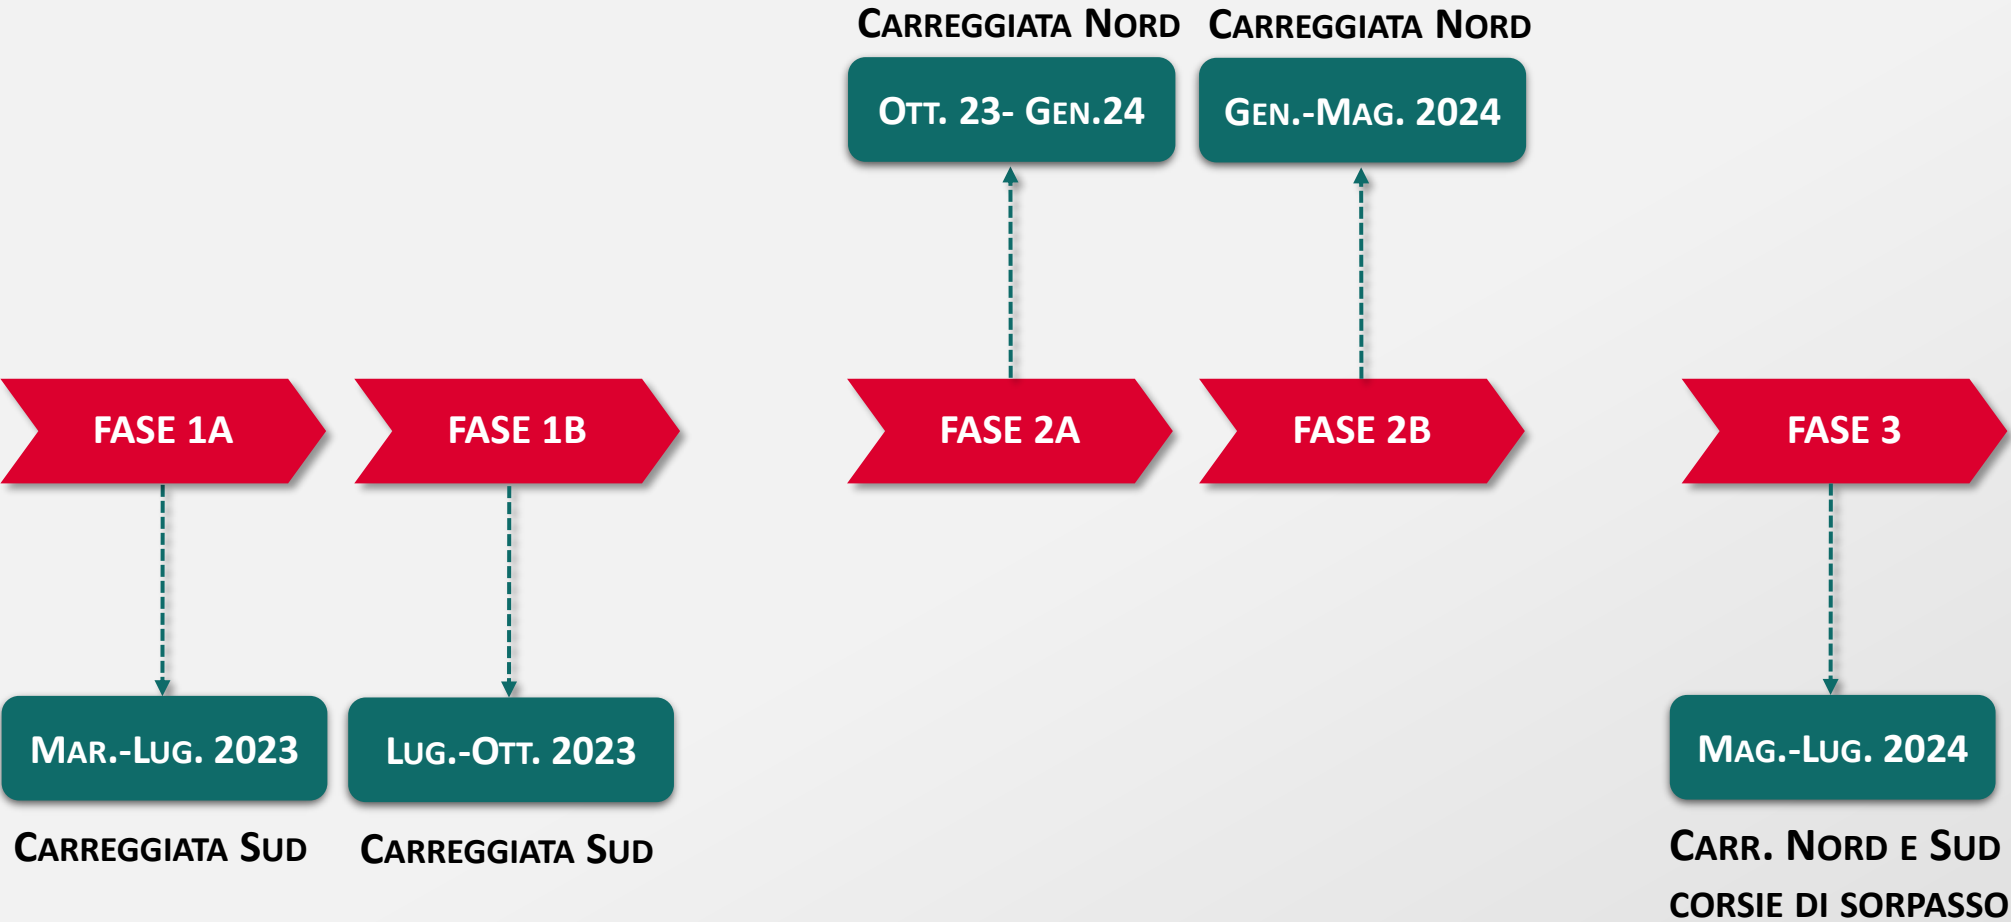 Carreggiata Nord
Carreggiata Nord
Ott. 23- Gen.24
Gen.-Mag. 2024
FASE 1A
FASE 1B
FASE 2A
FASE 2B
FASE 3
Mar.-Lug. 2023
Lug.-Ott. 2023
Mag.-Lug. 2024
Carreggiata Sud
Carreggiata Sud
Carr. Nord e Sud
corsie di sorpasso